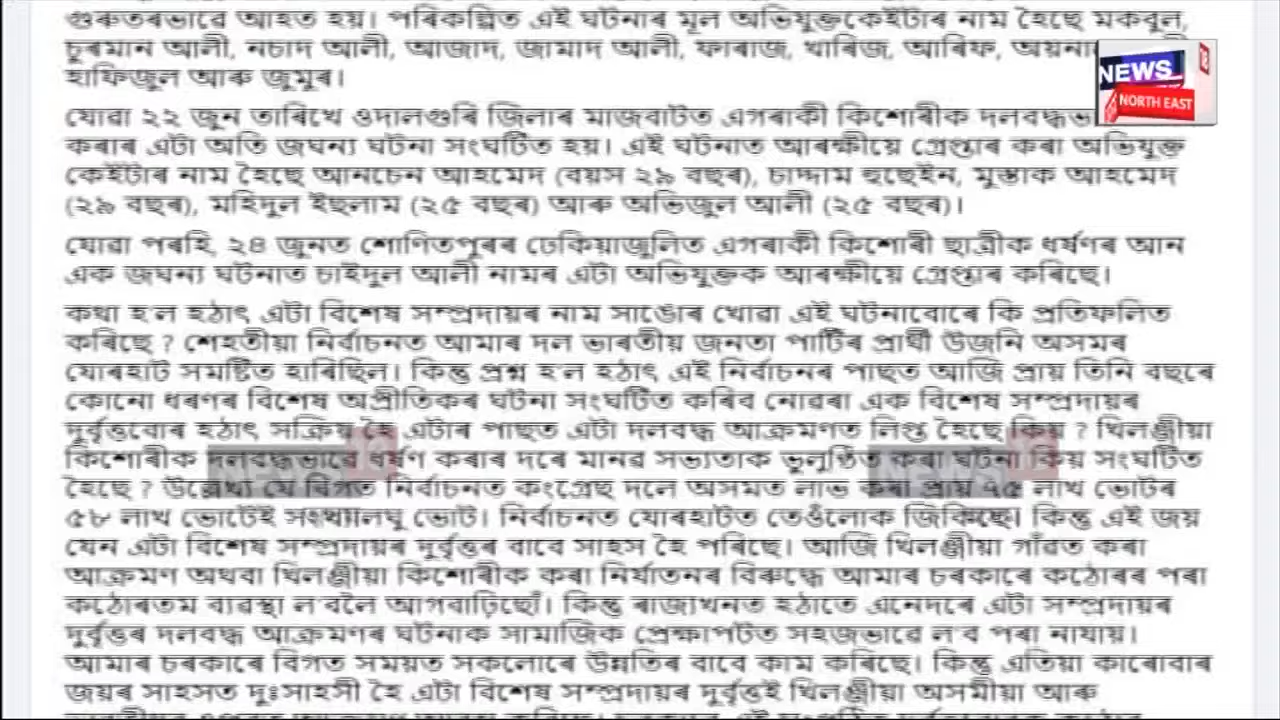 গুৰুতৰভাৱে আহত হয়। পৰিকল্পিত এই ঘটনাৰ মূল অভিযুক্তকেইটাৰ নাম হৈছে মকবুল,
চুৰমান আলী, নচাদ আলী, আজাদ, জামাদ আলী, ফাৰাজ, খাৰিজ, আৰিফ,
হাফিজুল আৰু জুমুৰ।
NEWS 18
NORTH EAST
যোৱা ২২ জুন তাৰিখে ওদালগুৰি জিলাৰ মাজবাটত এগৰাকী কিশোৰীক
কৰাৰ এটা অতি জঘন্য ঘটনা সংঘটিত হয়। এই ঘটনাত আৰক্ষীয়ে গ্ৰেপ্তাৰ কৰা অভিযুক্ত
কেইটাৰ নাম হৈছে আনচেন আহমেদ (বয়স ২৯ বছৰ), চাদ্দাম হুছেইন, মুস্তাক আহমেদ
(২৯ বছৰ), মহিদুল ইছলাম (২৫ বছৰ) আৰু অভিজুল আলী (২৫ বছৰ)।
যোৱা পৰহি, ২৪ জুনত শোণিতপুৰৰ ঢেকিয়াজুলিত এগৰাকী কিশোৰী ছাত্ৰীক ধৰ্ষণৰ আন
এক জঘন্য ঘটনাত চাইদুল আলী নামৰ এটা অভিযুক্তক আৰক্ষীয়ে গ্ৰেপ্তাৰ কৰিছে।
কথা হ'ল হঠাৎ এটা বিশেষ সম্প্ৰদায়ৰ নাম সাঙোৰ খোৱা এই ঘটনাবোৰে কি প্ৰতিফলিত
কৰিছে ? শেহতীয়া নিৰ্বাচনত আমাৰ দল ভাৰতীয় জনতা পাৰ্টিৰ প্ৰাৰ্থী উজনি অসমৰ
যোৰহাট সমষ্টিত হাৰিছিল। কিন্তু প্ৰশ্ন হ'ল হঠাৎ এই নিৰ্বাচনৰ পাছত আজি প্ৰায় তিনি বছৰে
কোনো ধৰণৰ বিশেষ অপ্ৰীতিকৰ ঘটনা সংঘটিত কৰিব নোৱৰা এক বিশেষ সম্প্ৰদায়ৰ
দুৰ্বৃত্তবোৰ হঠাৎ সক্ৰিয় হৈ এটাৰ পাছত এটা দলবদ্ধ আক্ৰমণত লিপ্ত হৈছে কিয় ? খিলঞ্জীয়া
কিশোৰীক দলবদ্ধভাৱে ধৰ্ষণ কৰাৰ দৰে মানৱ সভ্যতাক ভুলুণ্ঠিত কৰা ঘটনা কিয় সংঘটিত
হৈছে ? উল্লেখ্য যে বিগত নিৰ্বাচনত কংগ্ৰেছ দলে অসমত লাভ কৰা প্ৰায় ৭৫ লাখ ভোটৰ
৫৮ লাখ ভোটেই সংখ্যালঘু ভোট। নিৰ্বাচনত যোৰহাটত তেওঁলোক জিকিছে। কিন্তু এই জয়
যেন এটা বিশেষ সম্প্ৰদায়ৰ দুৰ্বৃত্তৰ বাবে সাহস হৈ পৰিছে। আজি খিলঞ্জীয়া গাঁৱত কৰা
আক্ৰমণ অথবা খিলঞ্জীয়া কিশোৰীক কৰা নিৰ্যাতনৰ বিৰুদ্ধে আমাৰ চৰকাৰে কঠোৰৰ পৰা
কঠোৰতম ব্যৱস্থা ল'বলৈ আগবাঢ়িছোঁ। কিন্তু ৰাজ্যখনত হঠাতে এনেদৰে এটা সম্প্ৰদায়ৰ
দুৰ্বৃত্তৰ দলবদ্ধ আক্ৰমণৰ ঘটনাক সামাজিক প্ৰেক্ষাপটত সহজভাৱে ল'ব পৰা নাযায়।
আমাৰ চৰকাৰে বিগত সময়ত সকলোৰে উন্নতিৰ বাবে কাম কৰিছে। কিন্তু এতিয়া কাৰোবাৰ
জয়ৰ সাহসত দুঃসাহসী হৈ এটা বিশেষ সম্প্ৰদায়ৰ দুৰ্বৃত্তই খিলঞ্জীয়া অসমীয়া আৰু